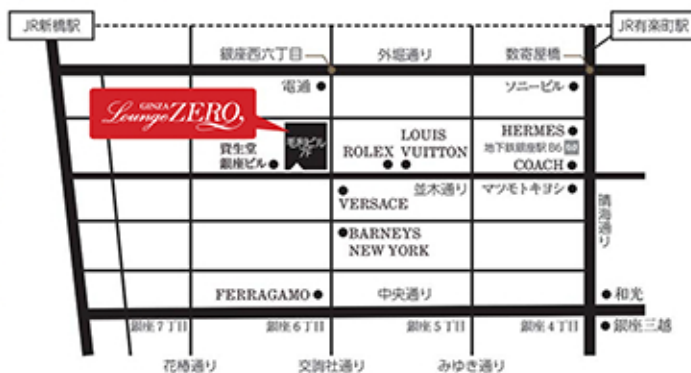 JR新橋駅
JR有楽町駅
銀座西六丁目
外堀通り
数寄屋橋
電通
ソニービル
GINZA
Lounge ZERO
毛利ビル
7F
資生堂
銀座ビル
ROLEX
LOUIS
VUITTON
HERMES
地下鉄銀座駅 B6
COACH
VERSACE
並木通り
マツモトキヨシ
晴海通り
BARNEYS
NEW YORK
FERRAGAMO
中央通り
和光
銀座7丁目
銀座6丁目
銀座5丁目
銀座4丁目
銀座三越
花椿通り
交詢社通り
みゆき通り